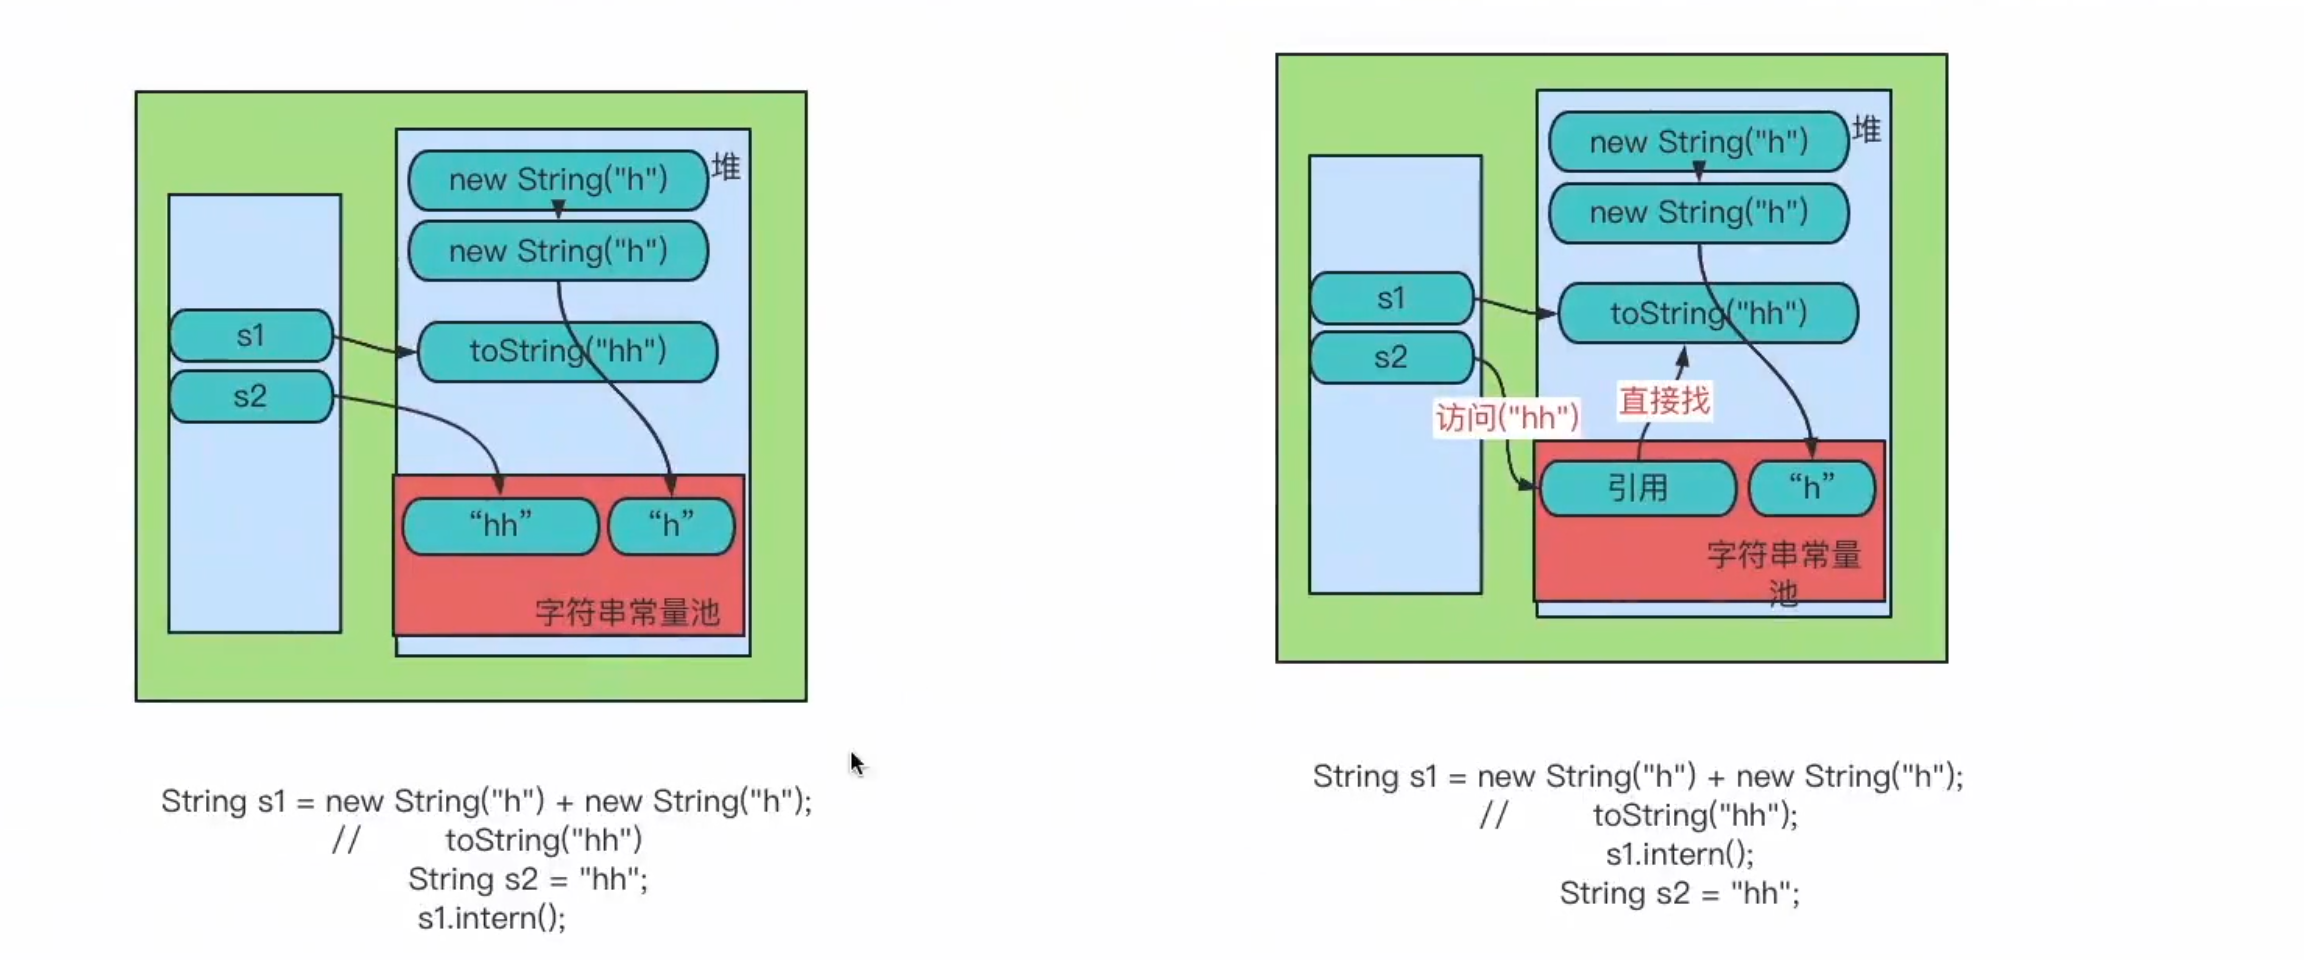 new String("h")
堆
new String("h")
s1
toString("hh")
s2
“hh”
“h”
字符串常量池
String s1 = new String("h") + new String("h");
// toString("hh")
String s2 = "hh";
s1.intern();
new String("h")
堆
new String("h")
s1
toString("hh")
s2
直接找
访问("hh")
引用
“h”
字符串常量
池
String s1 = new String("h") + new String("h");
// toString("hh");
s1.intern();
String s2 = "hh";